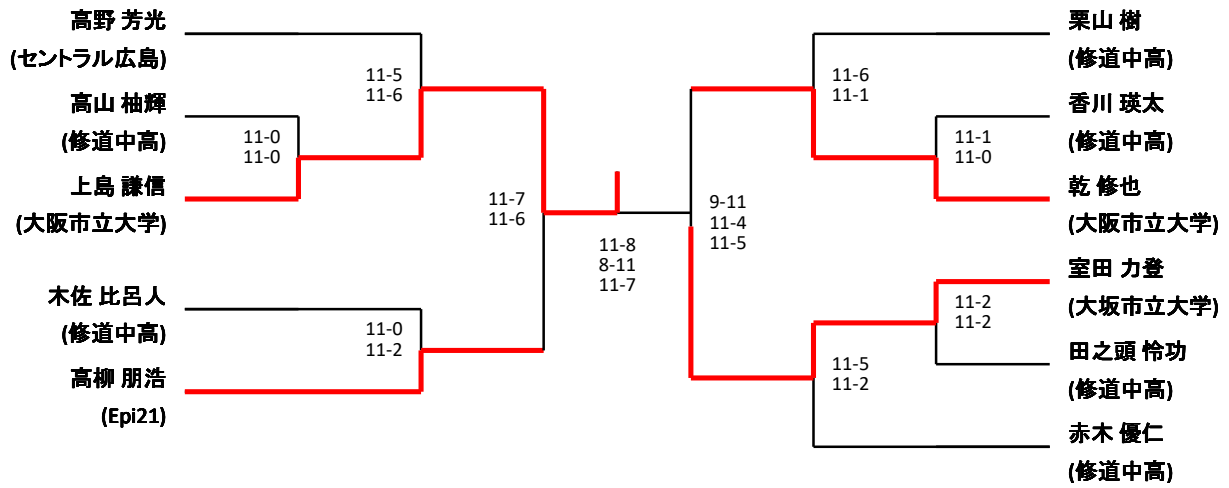 高野 芳光
(セントラル広島)
高山 柚輝
(修道中高)
上島 謙信
(大阪市立大学)
木佐 比呂人
(修道中高)
高柳 朋浩
(Epi21)
11-5
11-6
11-0
11-0
11-0
11-2
11-7
11-6
11-8
8-11
11-7
9-11
11-4
11-5
11-6
11-1
11-1
11-0
11-2
11-2
11-5
11-2
栗山 樹
(修道中高)
香川 瑛太
(修道中高)
乾 修也
(大阪市立大学)
室田 力登
(大坂市立大学)
田之頭 怜功
(修道中高)
赤木 優仁
(修道中高)